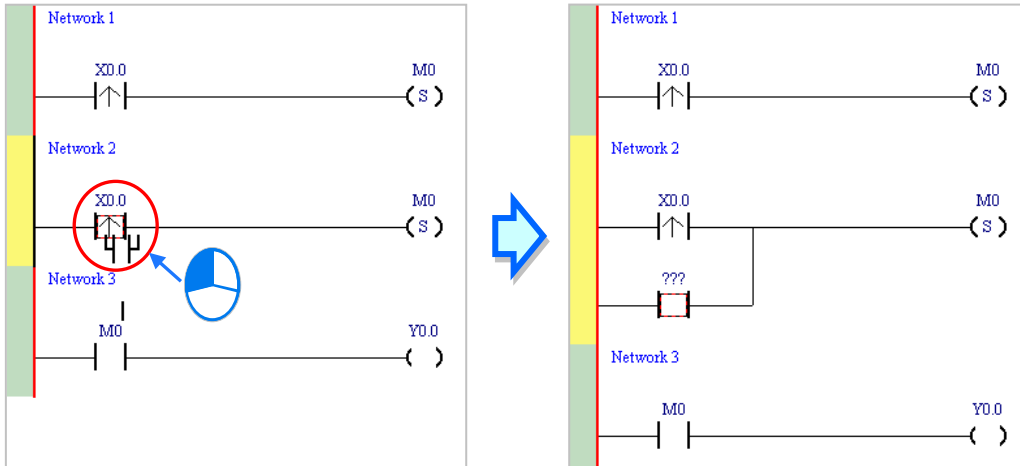 Network 1
X0.0 M0
S
Network 2
X0.0 M0
S
Network 3
M0 Y0.0
Network 1
X0.0 M0
S
Network 2
X0.0 M0
S
???
Network 3
M0 Y0.0